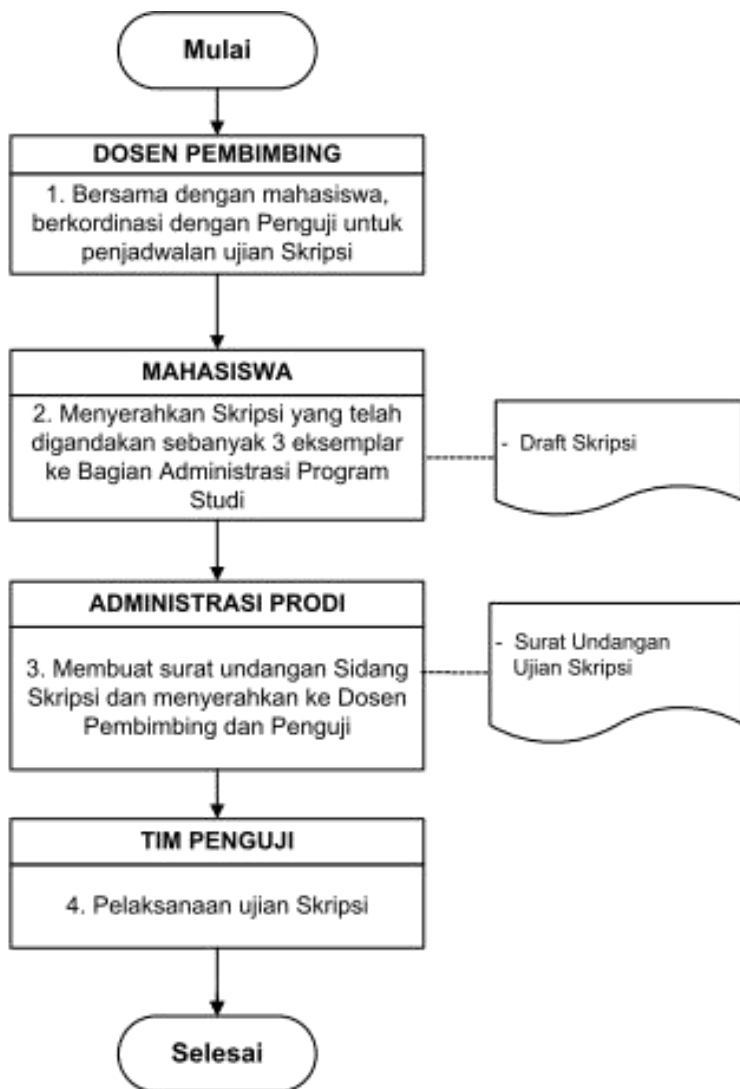 Mulai
DOSEN PEMBIMBING
1. Bersama dengan mahasiswa,
berkordinasi dengan Penguji untuk
penjadwalan ujian Skripsi
MAHASISWA
2. Menyerahkan Skripsi yang telah
digandakan sebanyak 3 eksemplar
ke Bagian Administrasi Program
Studi
- Draft Skripsi
ADMINISTRASI PRODI
3. Membuat surat undangan Sidang
Skripsi dan menyerahkan ke Dosen
Pembimbing dan Penguji
- Surat Undangan
Ujian Skripsi
TIM PENGUJI
4. Pelaksanaan ujian Skripsi
Selesai